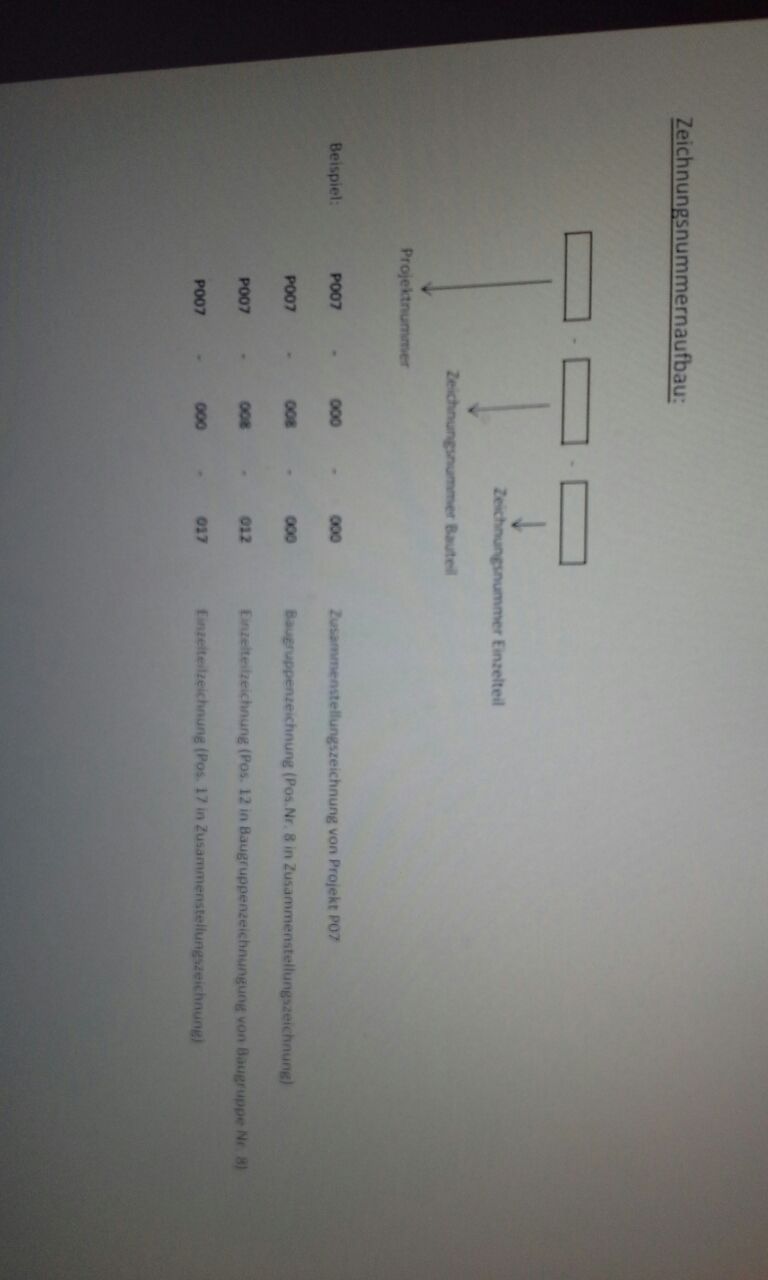 Zeichnungsnummernaufbau:
- -
Zeichnungsnummer Einzelteil
Zeichnungsnummer Bauteil
Projektnummer
Beispiel: P007 - 000 - 000 Zusammenstellungszeichnung von Projekt P07
P007 - 008 - 000 Baugruppenzeichnung (Pos.Nr. 8 in Zusammenstellungszeichnung)
P007 - 008 - 012 Einzelteilzeichnung (Pos. 12 in Baugruppenzeichnungung von Baugruppe Nr. 8)
P007 - 000 - 017 Einzelteilzeichnung (Pos. 17 in Zusammenstellungszeichnung)